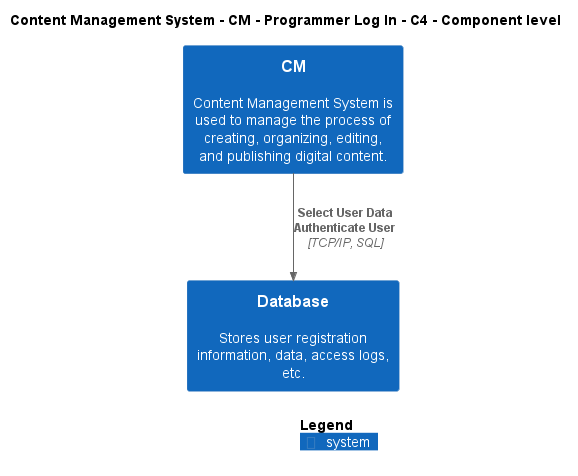 Content Management System - CM - Programmer Log In - C4 - Component level
CM
Content Management System is
used to manage the process of
creating, organizing, editing,
and publishing digital content.
Select User Data
Authenticate User
[TCP/IP, SQL]
Database
Stores user registration
information, data, access logs,
etc.
Legend
system